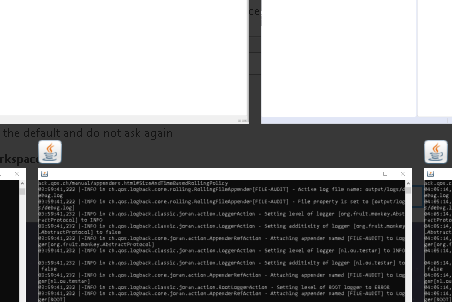 ce
the default and do not ask again
rkspace
ack.qos.ch/manual/appenders.html#SizeAndTimeBasedRollingPolicy
03:59:41,232 |-INFO in ch.qos.logback.core.rolling.RollingFileAppender[FILE-AUDIT] - Active log file name: output/logs/d
ebug.log
03:59:41,232 |-INFO in ch.qos.logback.core.rolling.RollingFileAppender[FILE-AUDIT] - File property is set to [output/log
s/debug.log]
03:59:41,232 |-INFO in ch.qos.logback.classic.joran.action.LoggerAction - Setting level of logger [org.fruit.monkey.Abst
ractProtocol] to INFO
03:59:41,232 |-INFO in ch.qos.logback.classic.joran.action.LoggerAction - Setting additivity of logger [org.fruit.monkey
.AbstractProtocol] to false
03:59:41,232 |-INFO in ch.qos.logback.core.joran.action.AppenderRefAction - Attaching appender named [FILE-AUDIT] to Log
ger[org.fruit.monkey.AbstractProtocol]
03:59:41,232 |-INFO in ch.qos.logback.classic.joran.action.LoggerAction - Setting level of logger [nl.ou.testar] to INFO
03:59:41,232 |-INFO in ch.qos.logback.classic.joran.action.LoggerAction - Setting additivity of logger [nl.ou.testar] to
false
03:59:41,232 |-INFO in ch.qos.logback.core.joran.action.AppenderRefAction - Attaching appender named [FILE-AUDIT] to Log
ger[nl.ou.testar]
03:59:41,232 |-INFO in ch.qos.logback.classic.joran.action.RootLoggerAction - Setting level of ROOT logger to ERROR
03:59:41,232 |-INFO in ch.qos.logback.core.joran.action.AppenderRefAction - Attaching appender named [FILE-AUDIT] to Log
ger[ROOT]